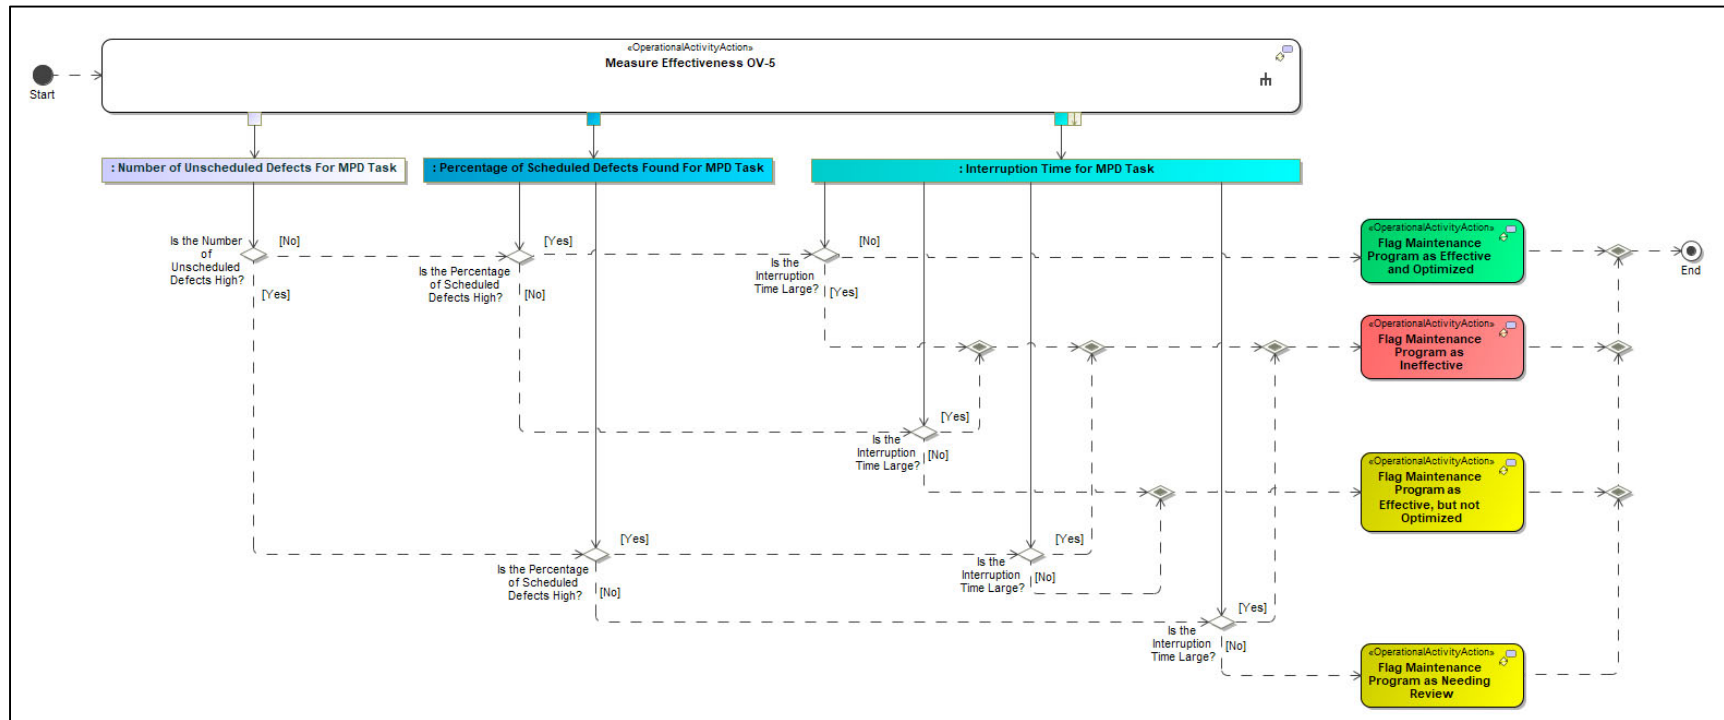 «OperationalActivityAction»
Measure Effectiveness OV-5
Start
: Number of Unscheduled Defects For MPD Task
: Percentage of Scheduled Defects Found For MPD Task
: Interruption Time for MPD Task
Is the Number
of
Unscheduled
Defects High?
[No]
[Yes]
Is the Percentage
of Scheduled
Defects High?
[Yes]
[No]
Is the
Interruption
Time Large?
[No]
[Yes]
«OperationalActivityAction»
Flag Maintenance
Program as Effective
and Optimized
End
«OperationalActivityAction»
Flag Maintenance
Program as
Ineffective
Is the
Interruption
Time Large?
[Yes]
[No]
«OperationalActivityAction»
Flag Maintenance
Program as
Effective, but not
Optimized
Is the Percentage
of Scheduled
Defects High?
[Yes]
[No]
Is the
Interruption
Time Large?
[Yes]
[No]
Is the
Interruption
Time Large?
[Yes]
[No]
«OperationalActivityAction»
Flag Maintenance
Program as Needing
Review